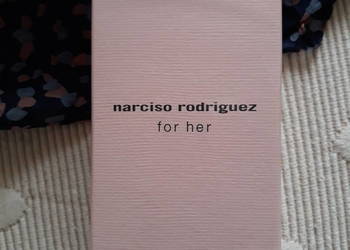 narciso rodriguez
for her